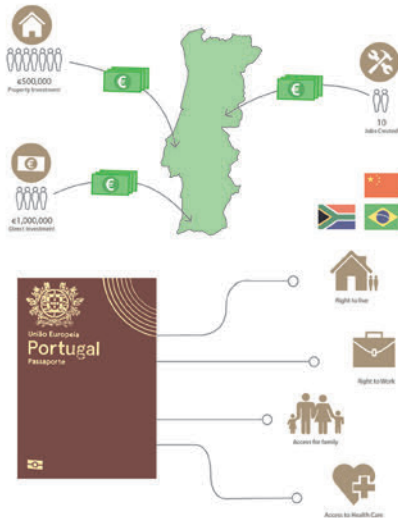 €500,000
Property Investment
10
Jobs Created
€1,000,000
Direct Investment
União Europeia
Portugal
Passaporte
Right to live
Right to Work
Access for family
Access to Health Care